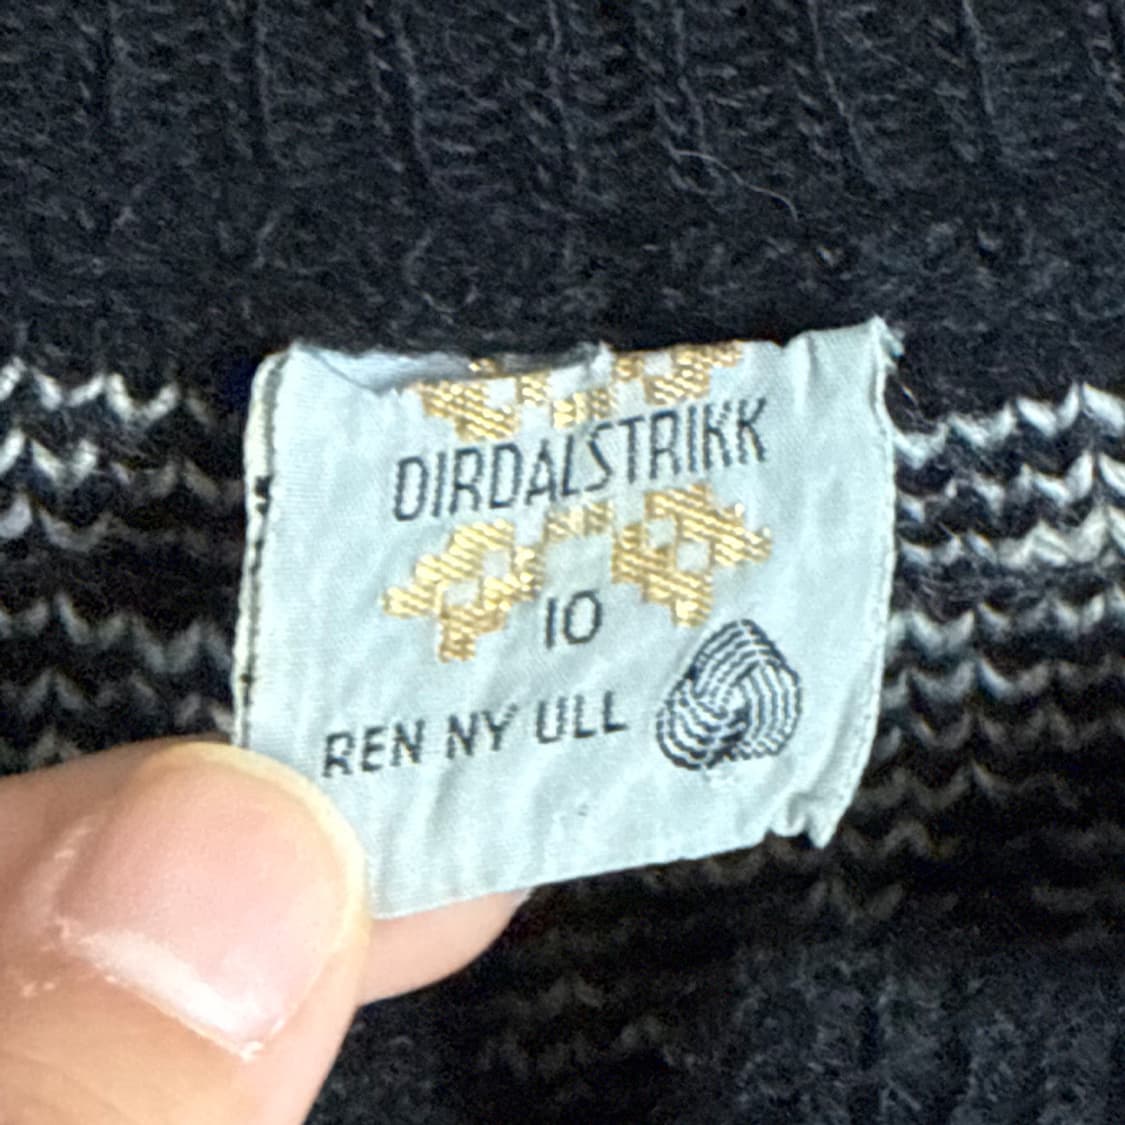 DIRDALSTRIKK
10
REN NY ULL